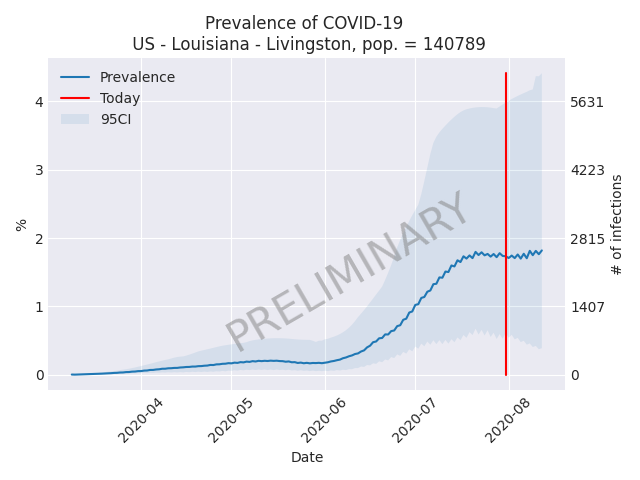 Prevalence of COVID-19
US - Louisiana - Livingston, pop. = 140789
Prevalence
Today
95CI
PRELIMINARY
%
4
3
2
1
0
5631
4223
2815
1407
0
# of infections
2020-04
2020-05
2020-06
2020-07
2020-08
Date